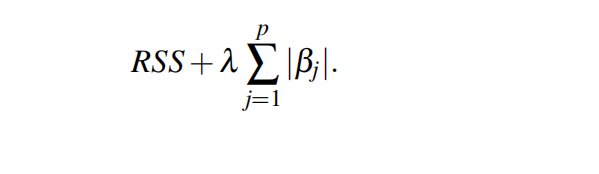 RSS + λ ∑_{j=1}^{p} |β_j|.